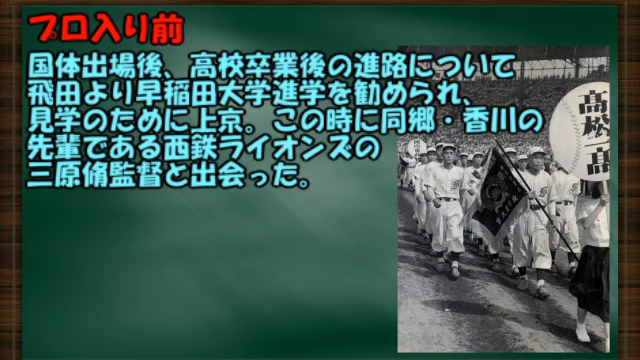 プロ入り前
国体出場後、高校卒業後の進路について
飛田より早稲田大学進学を勧められ、
見学のために上京。この時に同郷・香川の
先輩である西鉄ライオンズの
三原脩監督と出会った。
高松一高